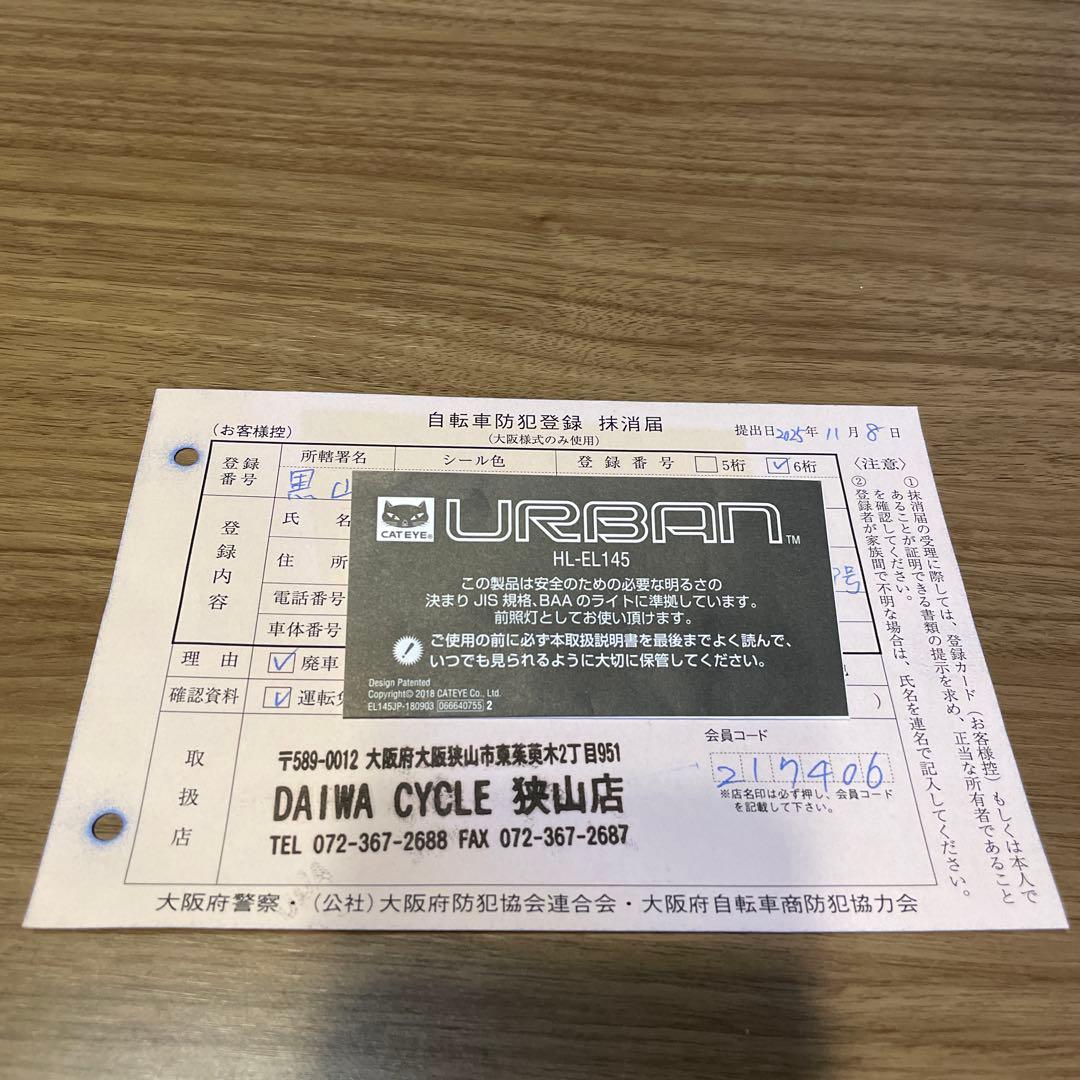 自転車防犯登録 抹消届
(お客様控)
(大阪様式のみ使用)
提出日 2025年 11月 8日
登録番号
所轄署名
シール色
登録番号 5桁 ☑6桁
黒山
登録内容
氏名
住所
号
電話番号
車体番号
理由 ☑廃車
確認資料 ☑運転免
)
CATEYE®
URBAN™
HL-EL145
この製品は安全のための必要な明るさの
決まり JIS 規格、BAA のライトに準拠しています。
前照灯としてお使い頂けます。
ご使用の前に必ず本取扱説明書を最後までよく読んで、
いつでも見られるように大切に保管してください。
Design Patented
Copyright© 2018 CATEYE Co., Ltd.
EL145JP-180903 066640755 2
取扱店
〒589-0012 大阪府大阪狭山市東茱萸木2丁目951
DAIWA CYCLE 狭山店
TEL 072-367-2688 FAX 072-367-2687
会員コード
217406
※店名印は必ず押し、会員コード
を記載して下さい。
〈注意〉
①抹消届の受理に際しては、登録カード(お客様控)もしくは本人で
あることが証明できる書類の提示を求め、正当な所有者であること
を確認してください。
②登録者が家族間で不明な場合は、氏名を連名で記入してください。
大阪府警察・(公社)大阪府防犯協会連合会・大阪府自転車商防犯協力会